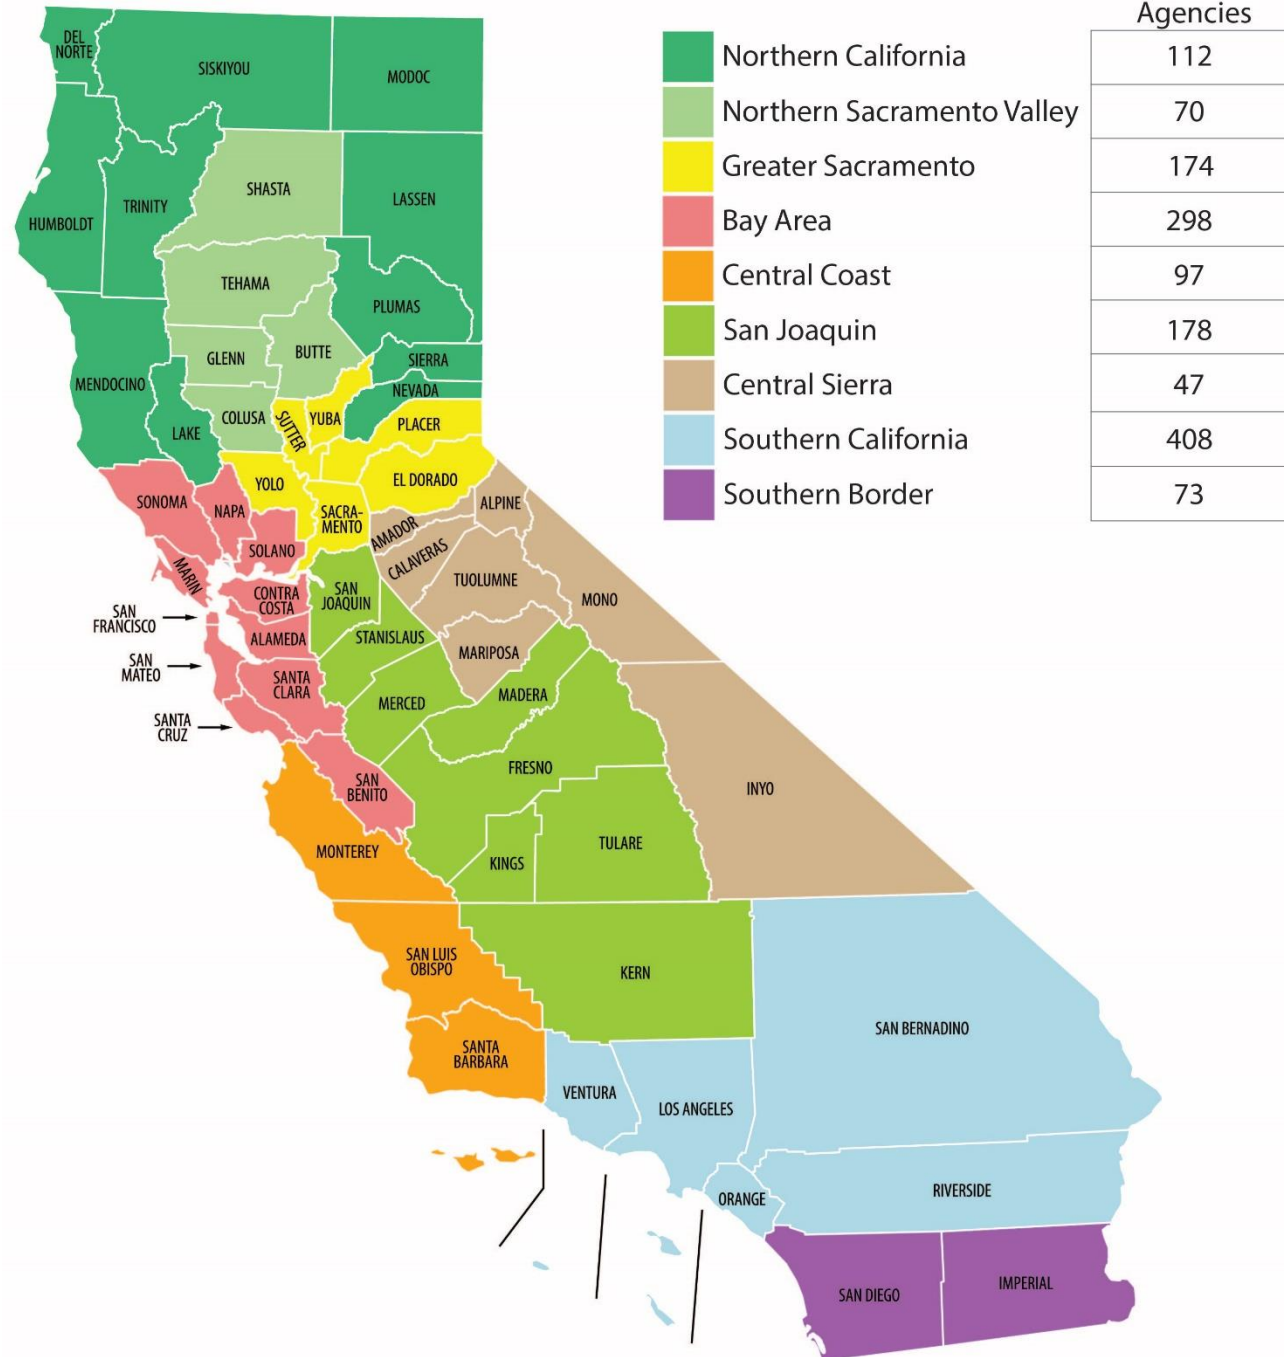 Agencies
Northern California 112
Northern Sacramento Valley 70
Greater Sacramento 174
Bay Area 298
Central Coast 97
San Joaquin 178
Central Sierra 47
Southern California 408
Southern Border 73
DEL
NORTE
SISKIYOU
MODOC
HUMBOLDT
TRINITY
SHASTA
LASSEN
TEHAMA
PLUMAS
GLENN
BUTTE
SIERRA
MENDOCINO
NEVADA
COLUSA
SUTTER
YUBA
PLACER
LAKE
YOLO
EL DORADO
SONOMA
NAPA
SACRA-
MENTO
ALPINE
AMADOR
SOLANO
CALAVERAS
MARIN
TUOLUMNE
CONTRA
COSTA
SAN
JOAQUIN
MONO
SAN
FRANCISCO
ALAMEDA
STANISLAUS
MARIPOSA
SAN
MATEO
SANTA
CLARA
MERCED
MADERA
SANTA
CRUZ
FRESNO
SAN
BENITO
INYO
MONTEREY
KINGS
TULARE
SAN LUIS
OBISPO
KERN
SAN BERNADINO
SANTA
BARBARA
VENTURA
LOS ANGELES
ORANGE
RIVERSIDE
SAN DIEGO
IMPERIAL